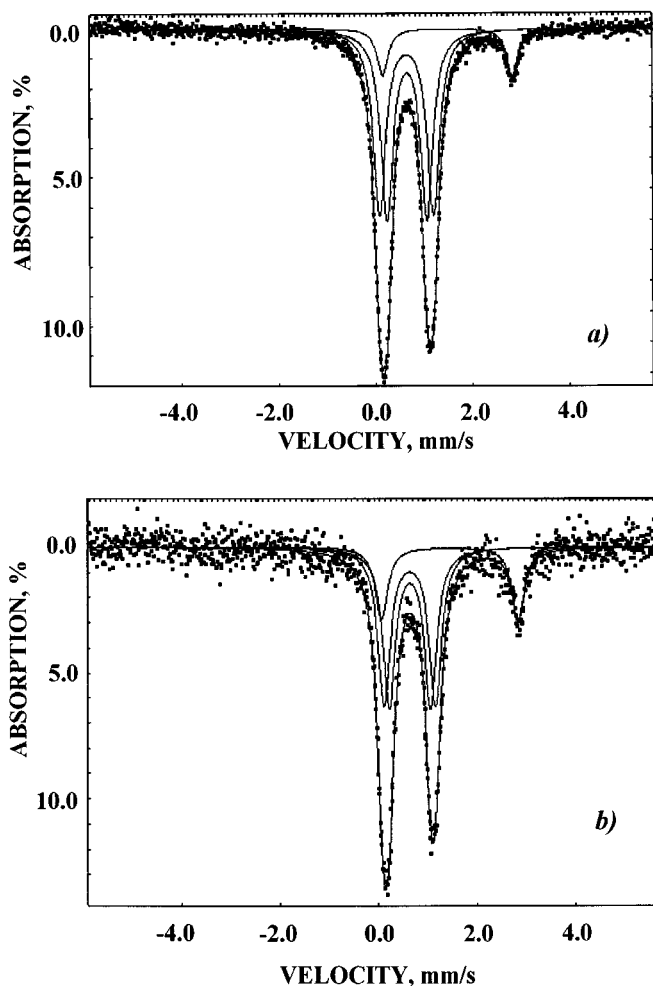 0.0
5.0
10.0
ABSORPTION, %
a)
-4.0 -2.0 0.0 2.0 4.0
VELOCITY, mm/s
0.0
5.0
10.0
ABSORPTION, %
b)
-4.0 -2.0 0.0 2.0 4.0
VELOCITY, mm/s